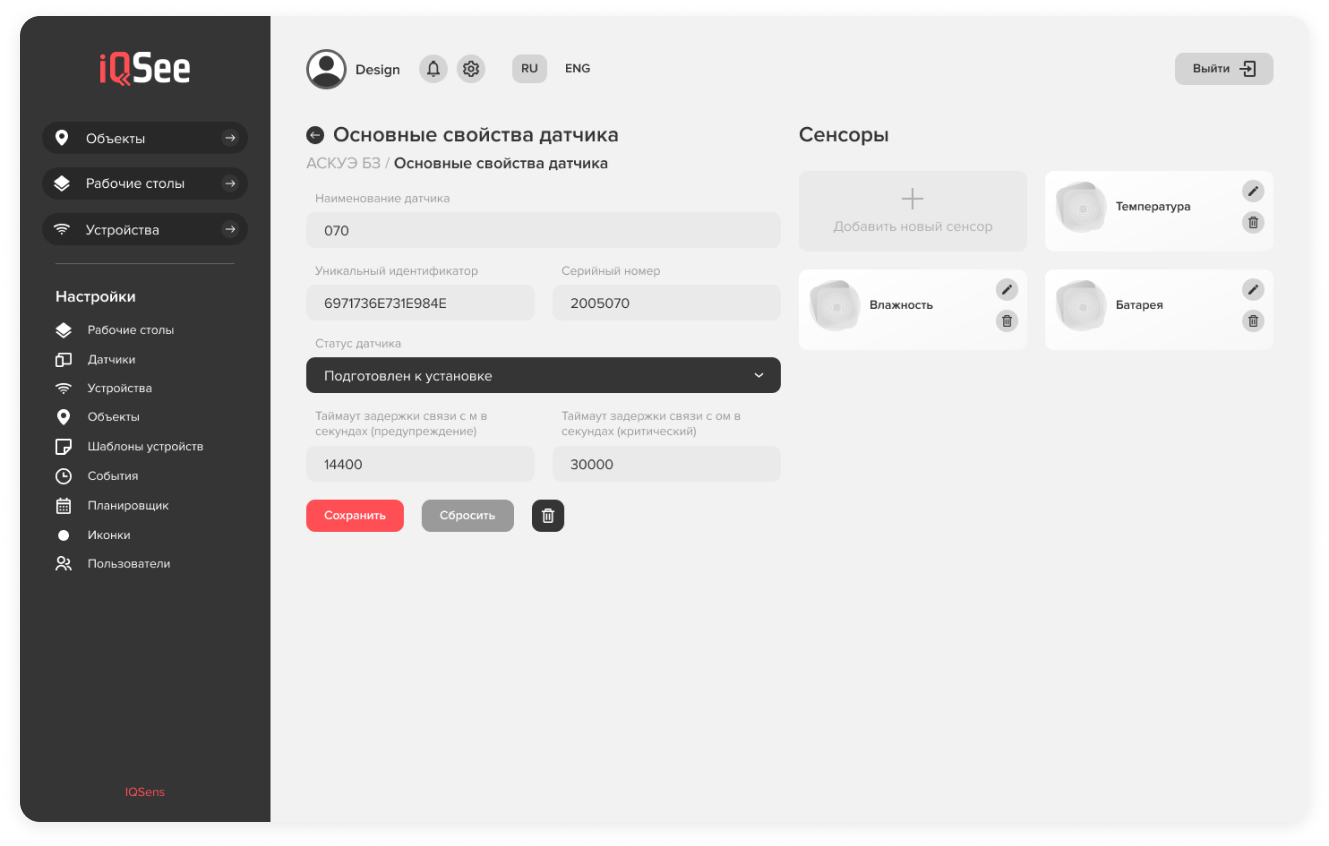 iQSee
Объекты
Рабочие столы
Устройства
Настройки
Рабочие столы
Датчики
Устройства
Объекты
Шаблоны устройств
События
Планировщик
Иконки
Пользователи
IQSens
Design
RU
ENG
Выйти
Основные свойства датчика
АСКУЭ БЗ / Основные свойства датчика
Наименование датчика
070
Уникальный идентификатор
Серийный номер
6971736E731E984E
2005070
Статус датчика
Подготовлен к установке
Таймаут задержки связи с м в
секундах (предупреждение)
Таймаут задержки связи с ом в
секундах (критический)
14400
30000
Сохранить
Сбросить
Сенсоры
Добавить новый сенсор
Температура
Влажность
Батарея